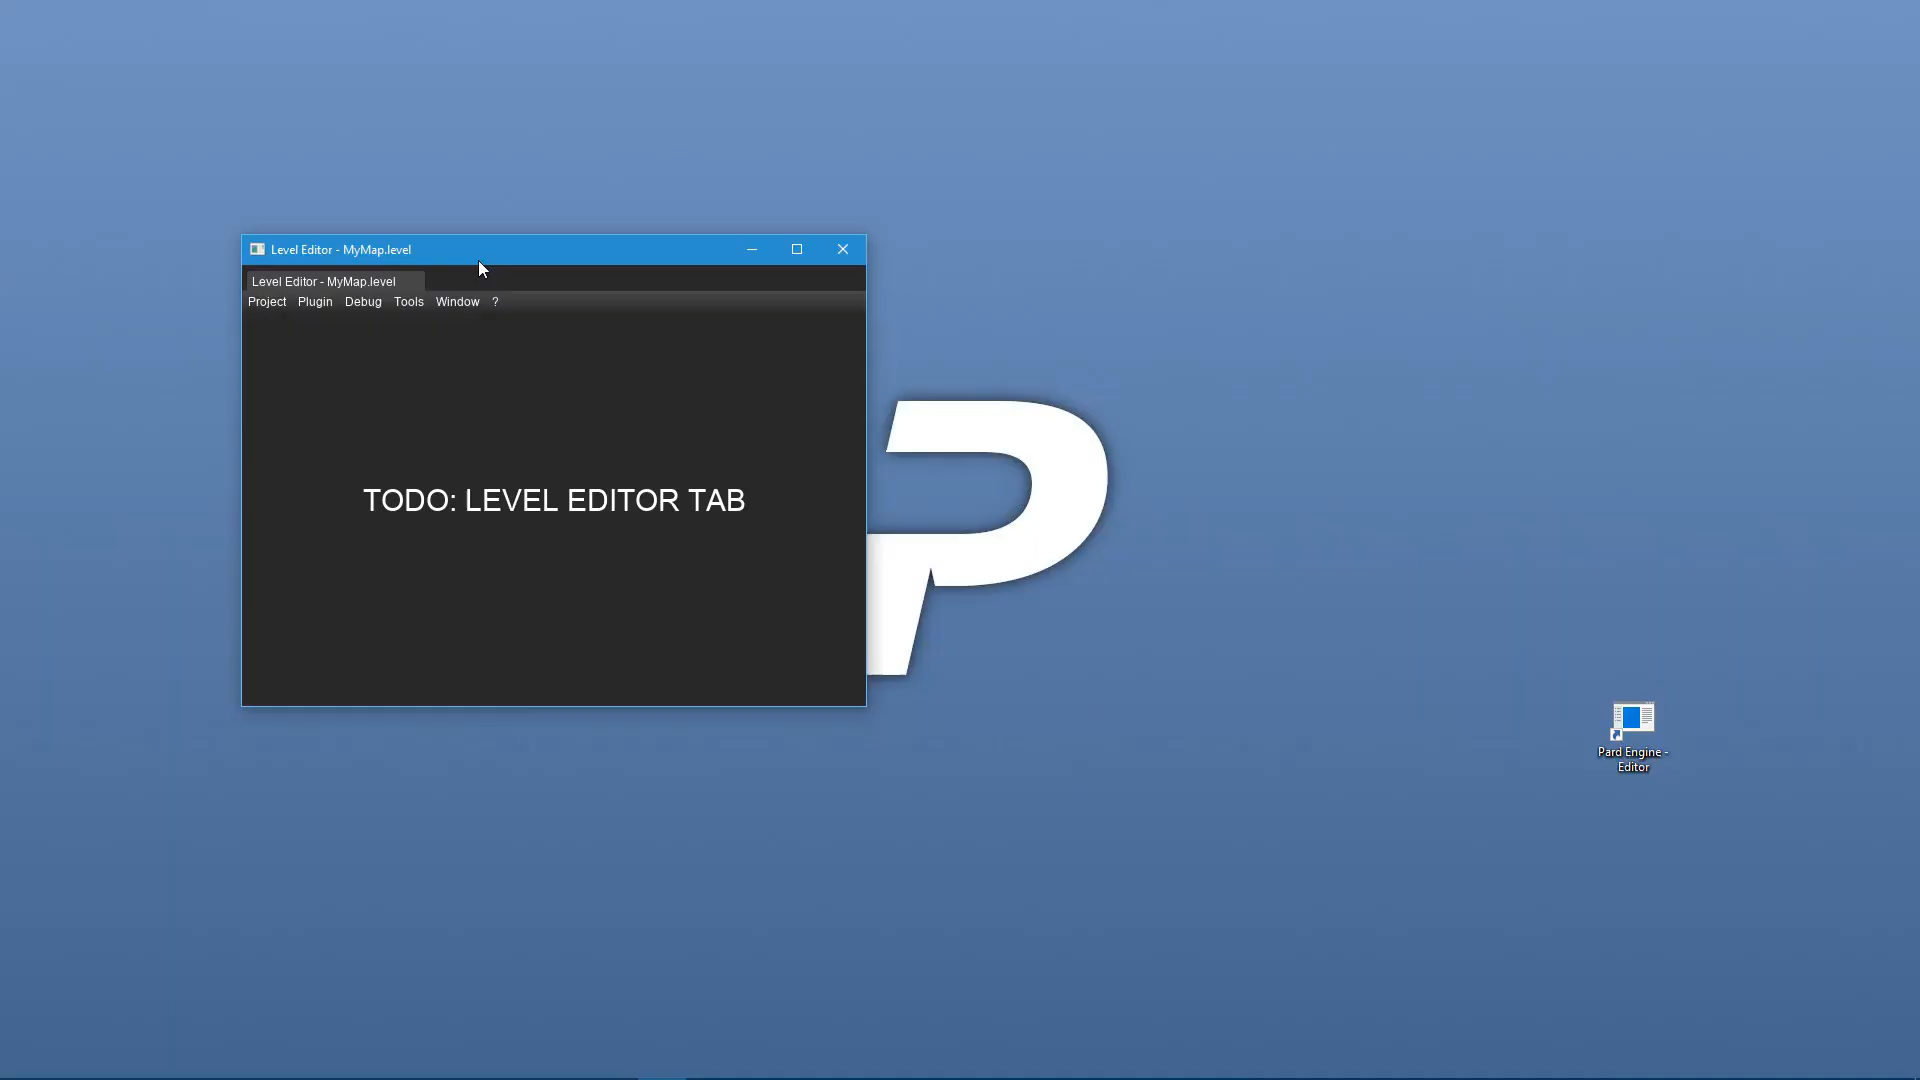 Level Editor - MyMap.level
Level Editor - MyMap.level
Project Plugin Debug Tools Window ?
TODO: LEVEL EDITOR TAB
P
Pard Engine -
Editor